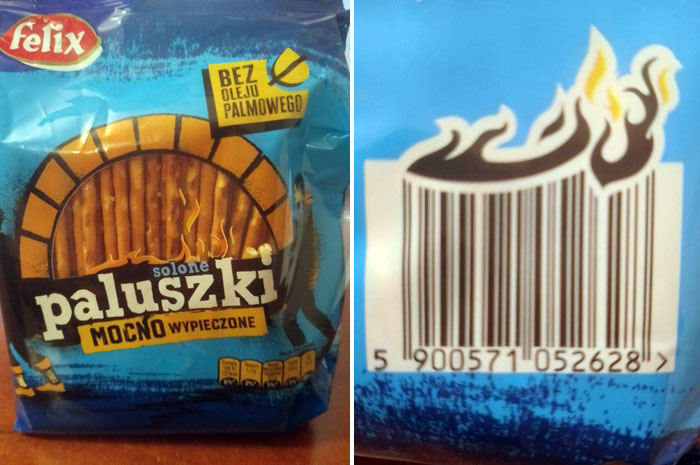 Felix
BEZ
OLEJU
PALMOWEGO
solone
paluszki
MOCNO WYPIECZONE
5 900571 052628 >